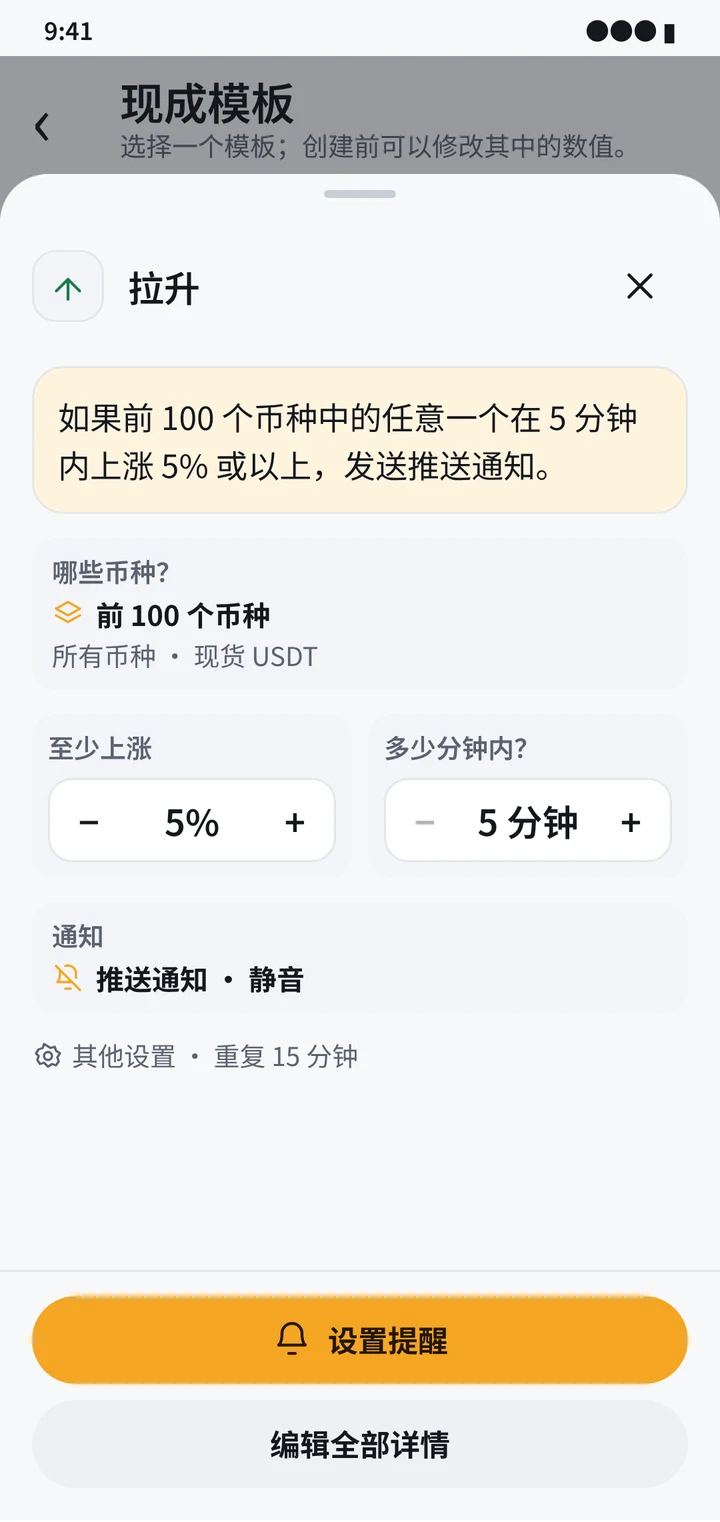 9:41
现成模板
选择一个模板；创建前可以修改其中的数值。
拉升
如果前 100 个币种中的任意一个在 5 分钟
内上涨 5% 或以上，发送推送通知。
哪些币种？
前 100 个币种
所有币种 • 现货 USDT
至少上涨
多少分钟内？
− 5% +
− 5 分钟 +
通知
推送通知 • 静音
其他设置 • 重复 15 分钟
设置提醒
编辑全部详情